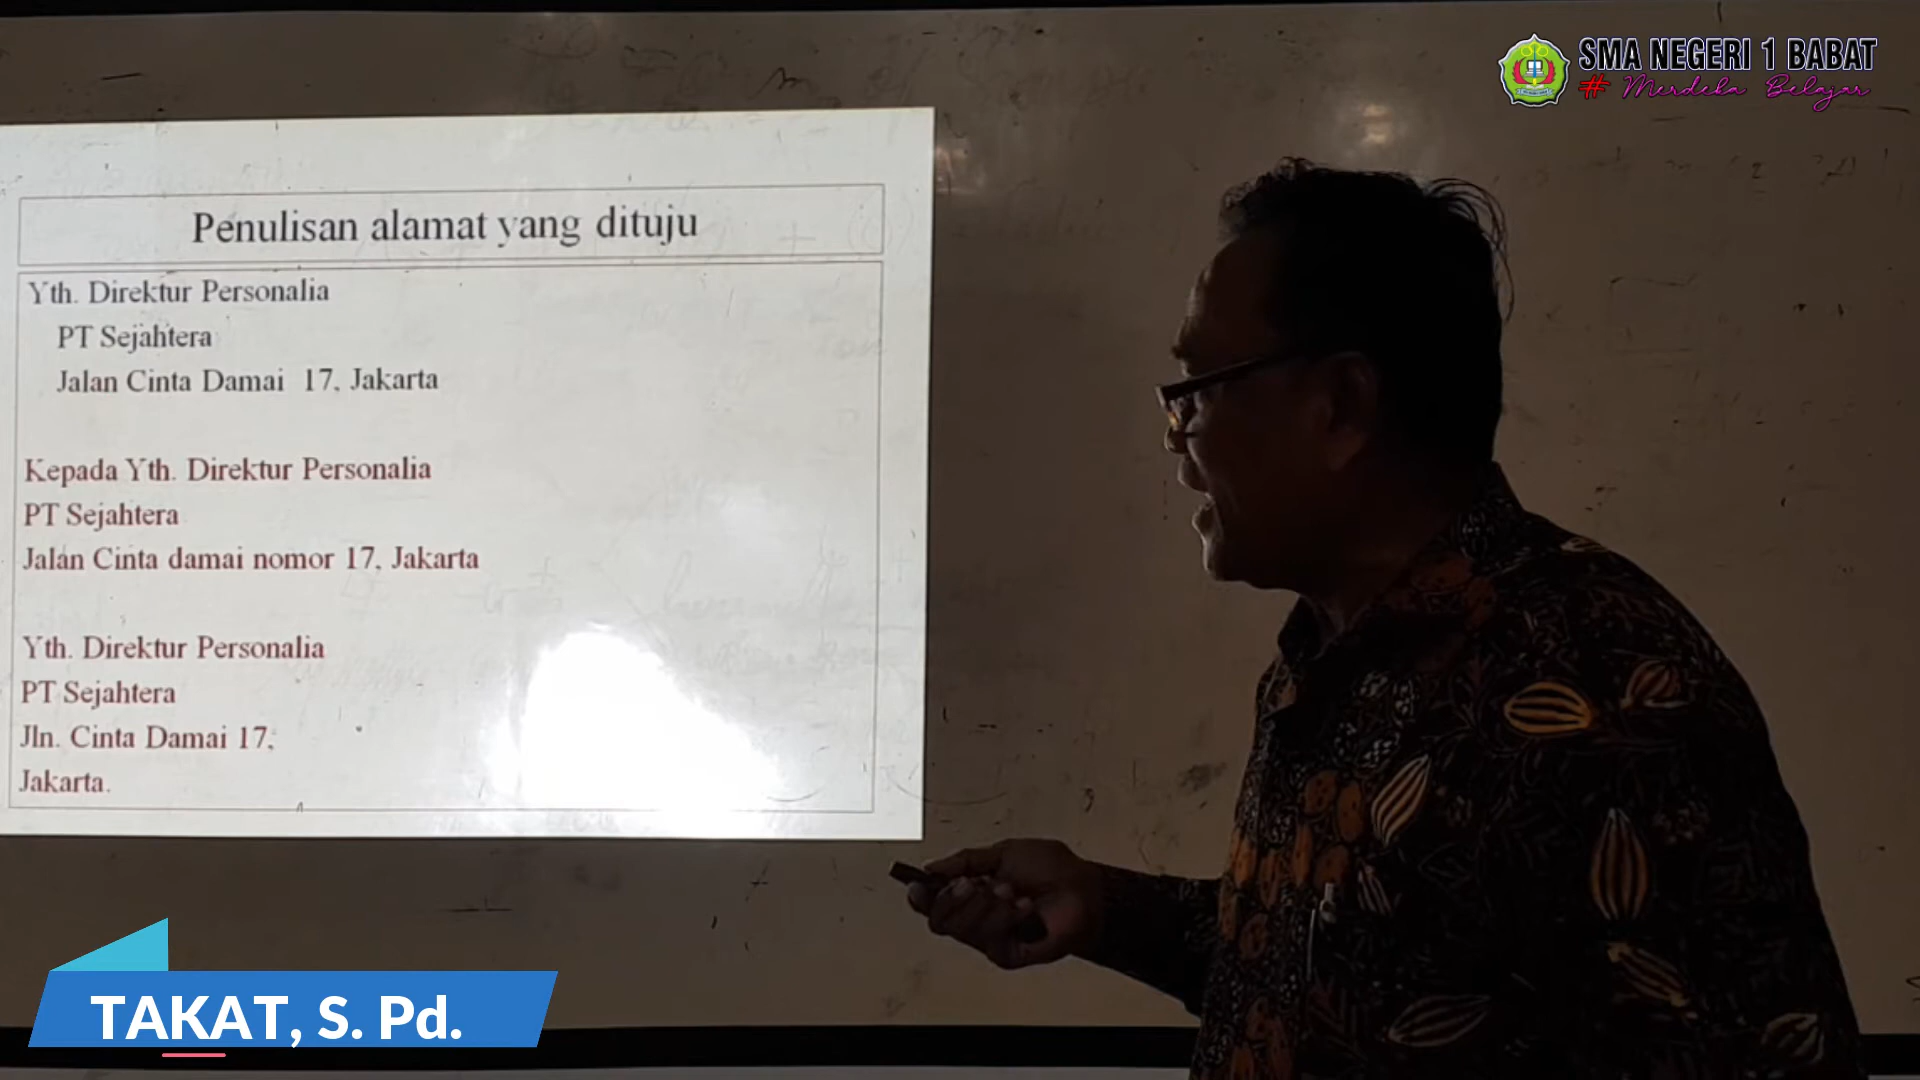 SMA NEGERI 1 BABAT
# Merdeka Belajar
Penulisan alamat yang dituju
Yth. Direktur Personalia
PT Sejahtera
Jalan Cinta Damai 17, Jakarta
Kepada Yth. Direktur Personalia
PT Sejahtera
Jalan Cinta damai nomor 17, Jakarta
Yth. Direktur Personalia
PT Sejahtera
Jln. Cinta Damai 17,
Jakarta.
TAKAT, S. Pd.